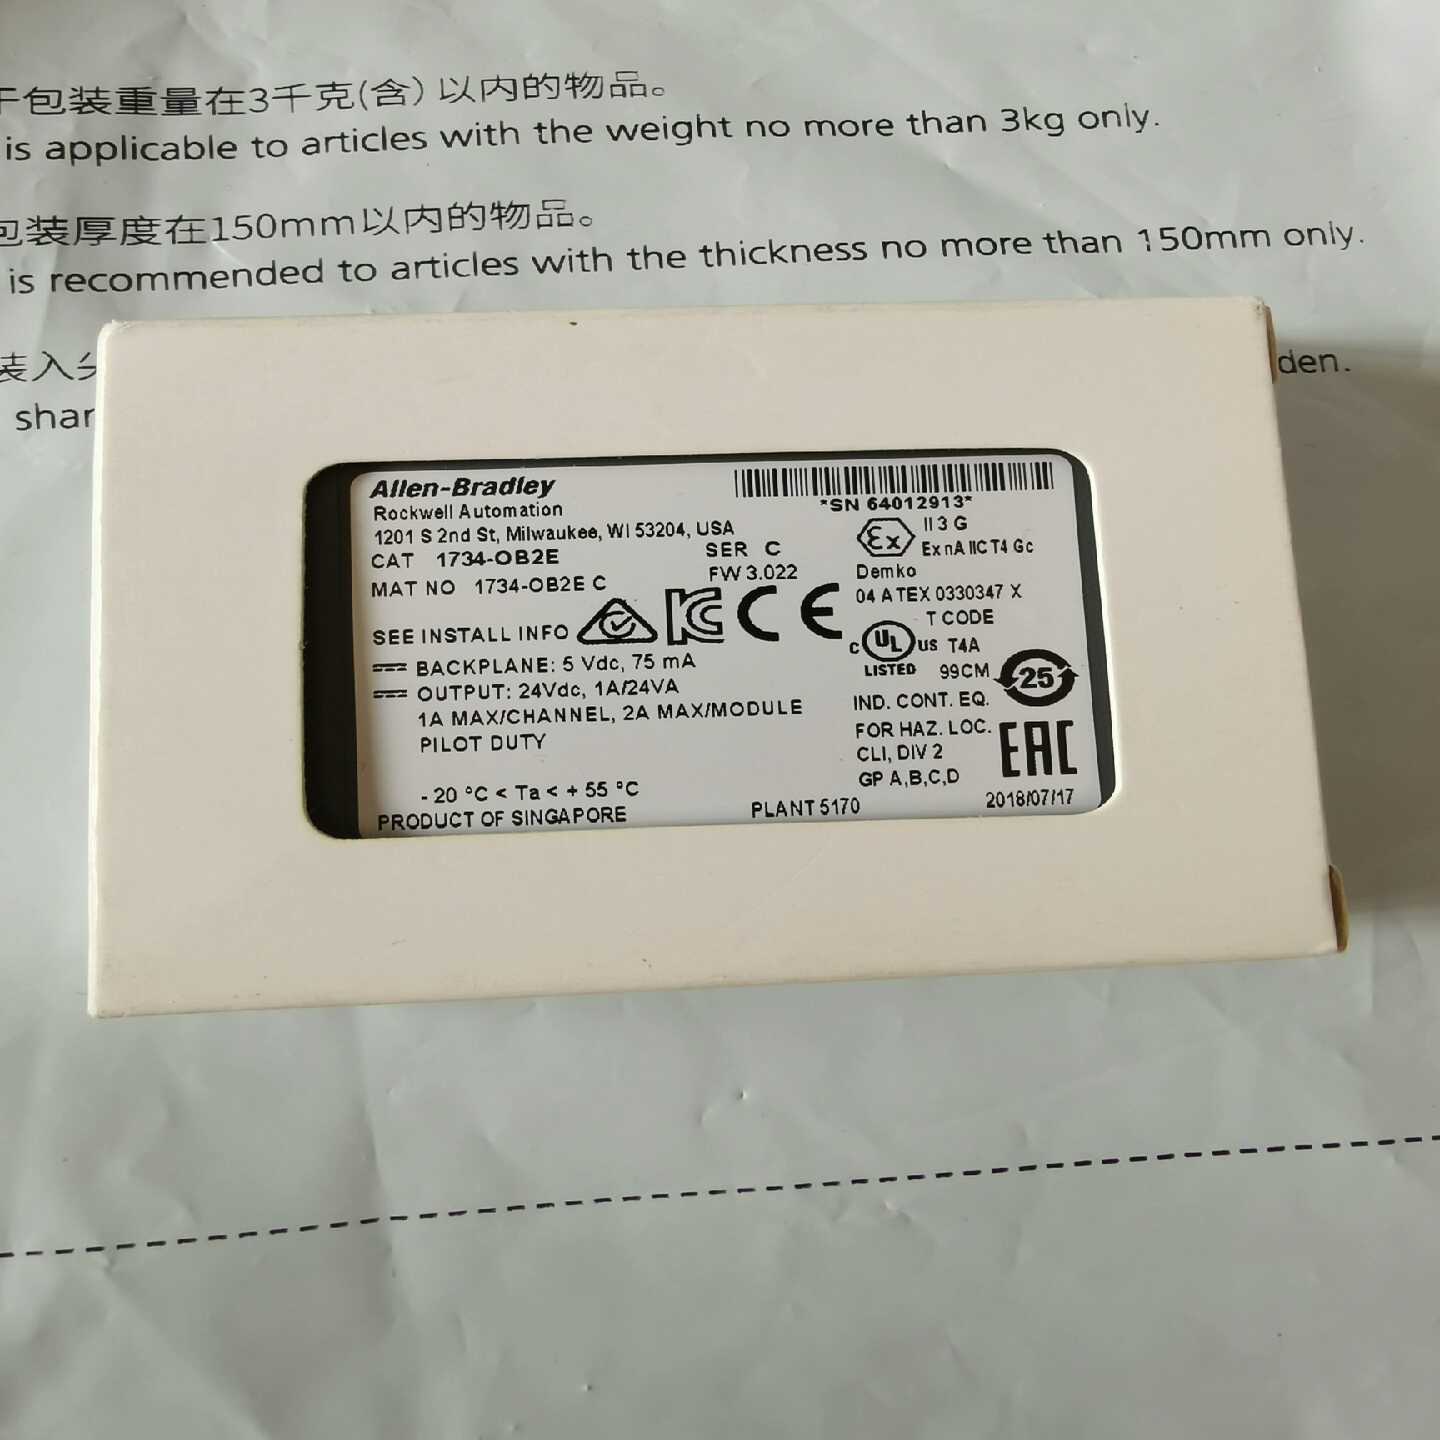 包装重量在3千克(含)以内的物品。
is applicable to articles with the weight no more than 3kg only.
包装厚度在150mm以内的物品。
is recommended to articles with the thickness no more than 150mm only.
装入
den.
shar
Allen-Bradley
*SN 64012913*
Rockwell Automation
1201 S 2nd St, Milwaukee, WI 53204, USA
CAT 1734-OB2E SER C
FW 3.022
MAT NO 1734-OB2E C
Ex II 3 G
Ex nA IIC T4 Gc
Demko
04 ATEX 0330347 X
SEE INSTALL INFO KC CE
T CODE
C UL US T4A
LISTED 99CM 25
BACKPLANE: 5 Vdc, 75 mA
OUTPUT: 24Vdc, 1A/24VA
1A MAX/CHANNEL, 2A MAX/MODULE
PILOT DUTY
IND. CONT. EQ.
FOR HAZ. LOC.
CLI, DIV 2
GP A,B,C,D
EAC
- 20 °C < Ta < + 55 °C
PRODUCT OF SINGAPORE
PLANT 5170
2018/07/17